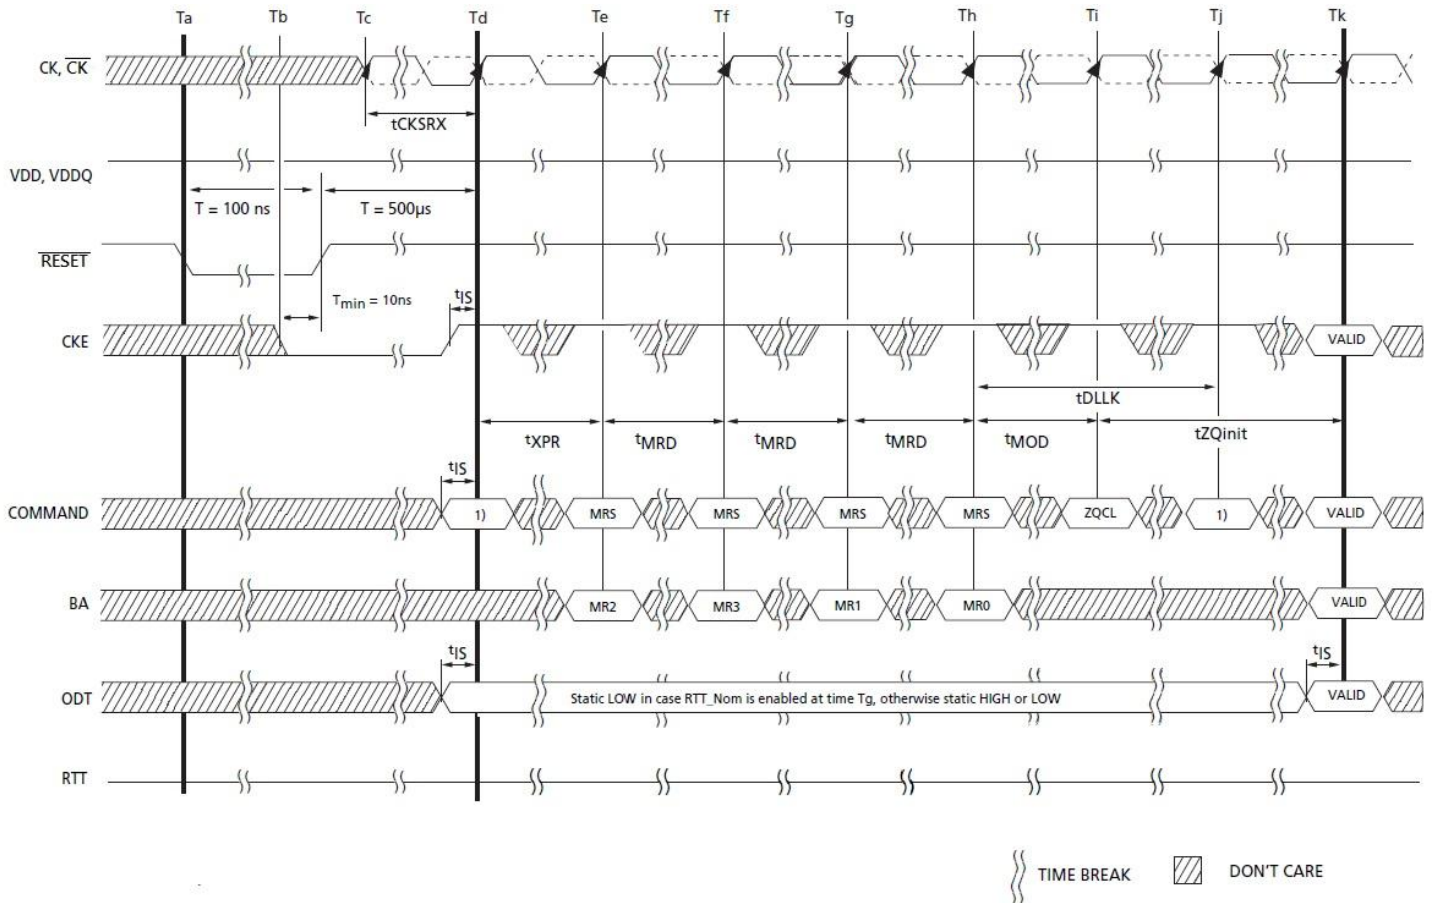 Ta Tb Tc Td Te Tf Tg Th Ti Tj Tk
CK, CK
tCKSRX
VDD, VDDQ
T = 100 ns T = 500µs
RESET
Tmin = 10ns tIS
CKE VALID
tDLLK
tXPR tMRD tMRD tMRD tMOD tZQinit
tIS
COMMAND 1) MRS MRS MRS MRS ZQCL 1) VALID
BA MR2 MR3 MR1 MR0 VALID
tIS tIS
ODT Static LOW in case RTT_Nom is enabled at time Tg, otherwise static HIGH or LOW VALID
RTT
TIME BREAK DON'T CARE